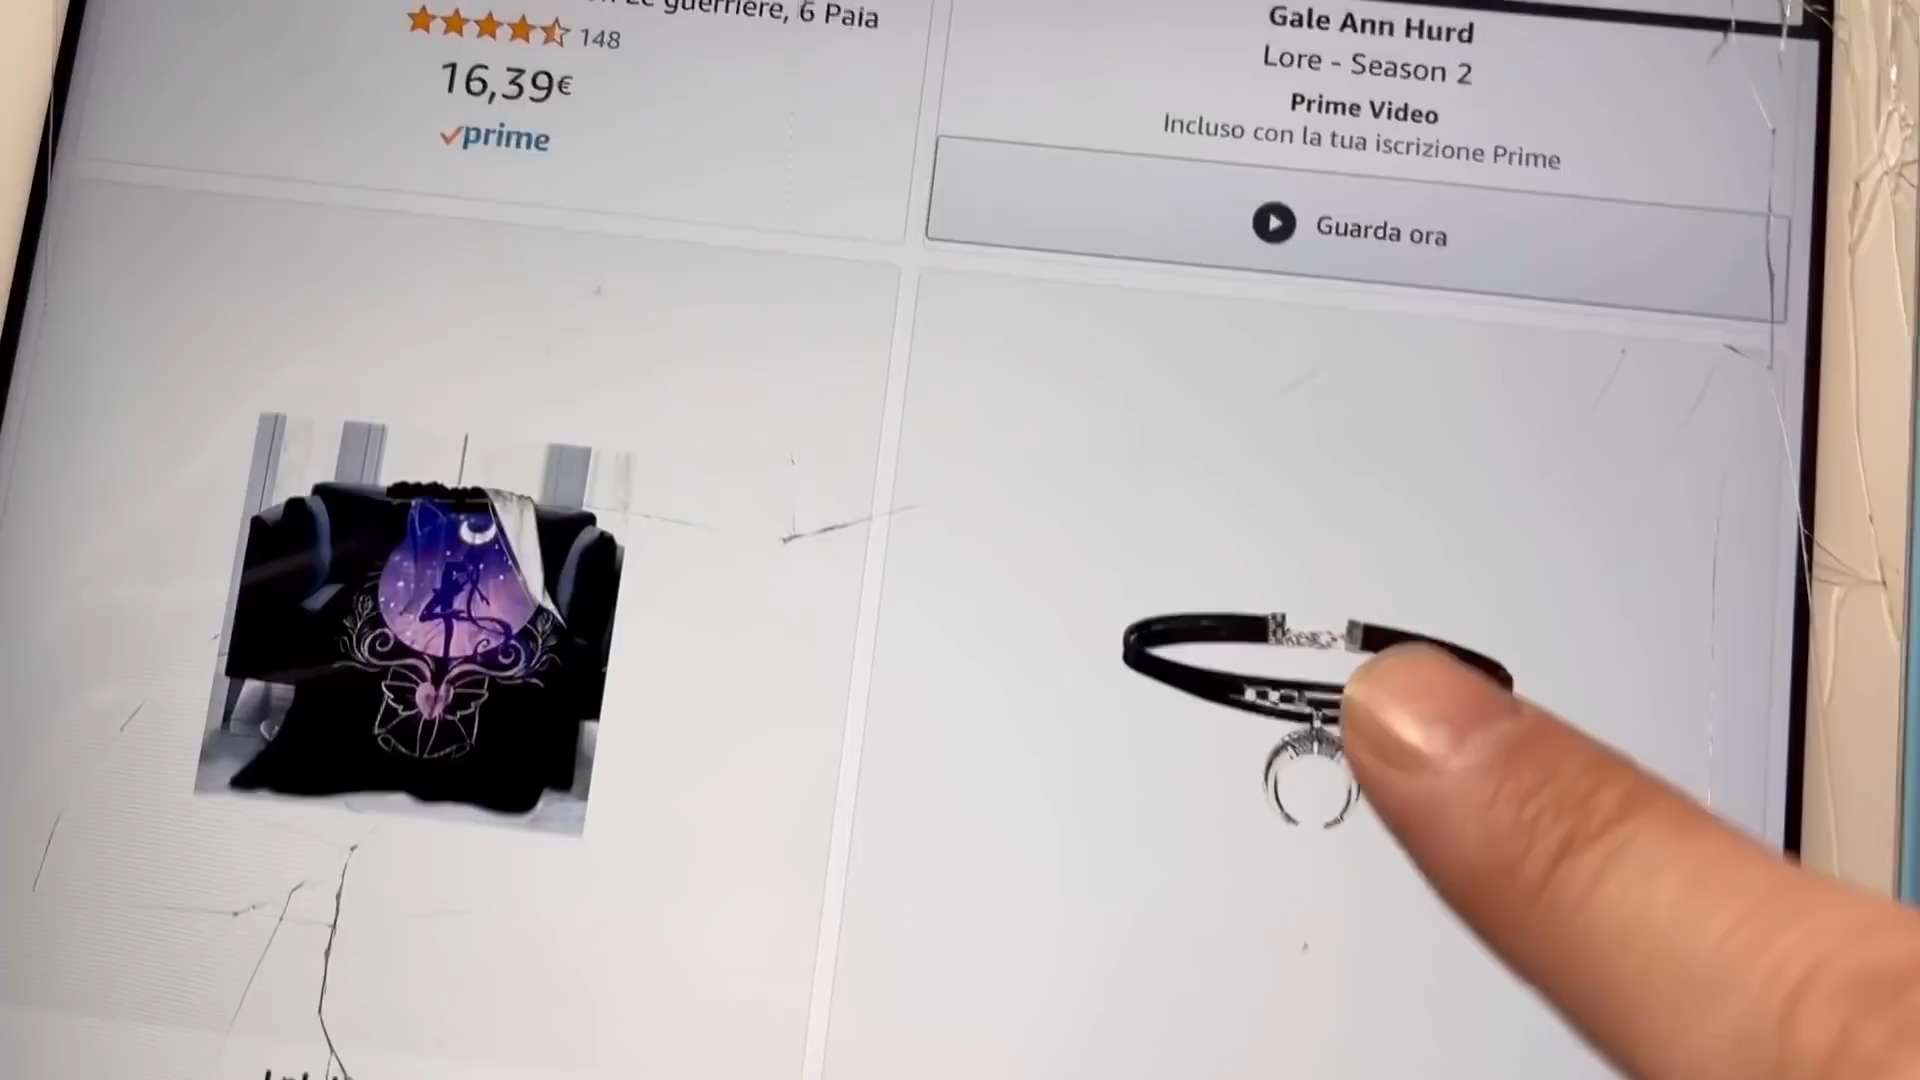 guerriere, 6 Paia
148
16,39€
prime
Gale Ann Hurd
Lore - Season 2
Prime Video
Incluso con la tua iscrizione Prime
Guarda ora